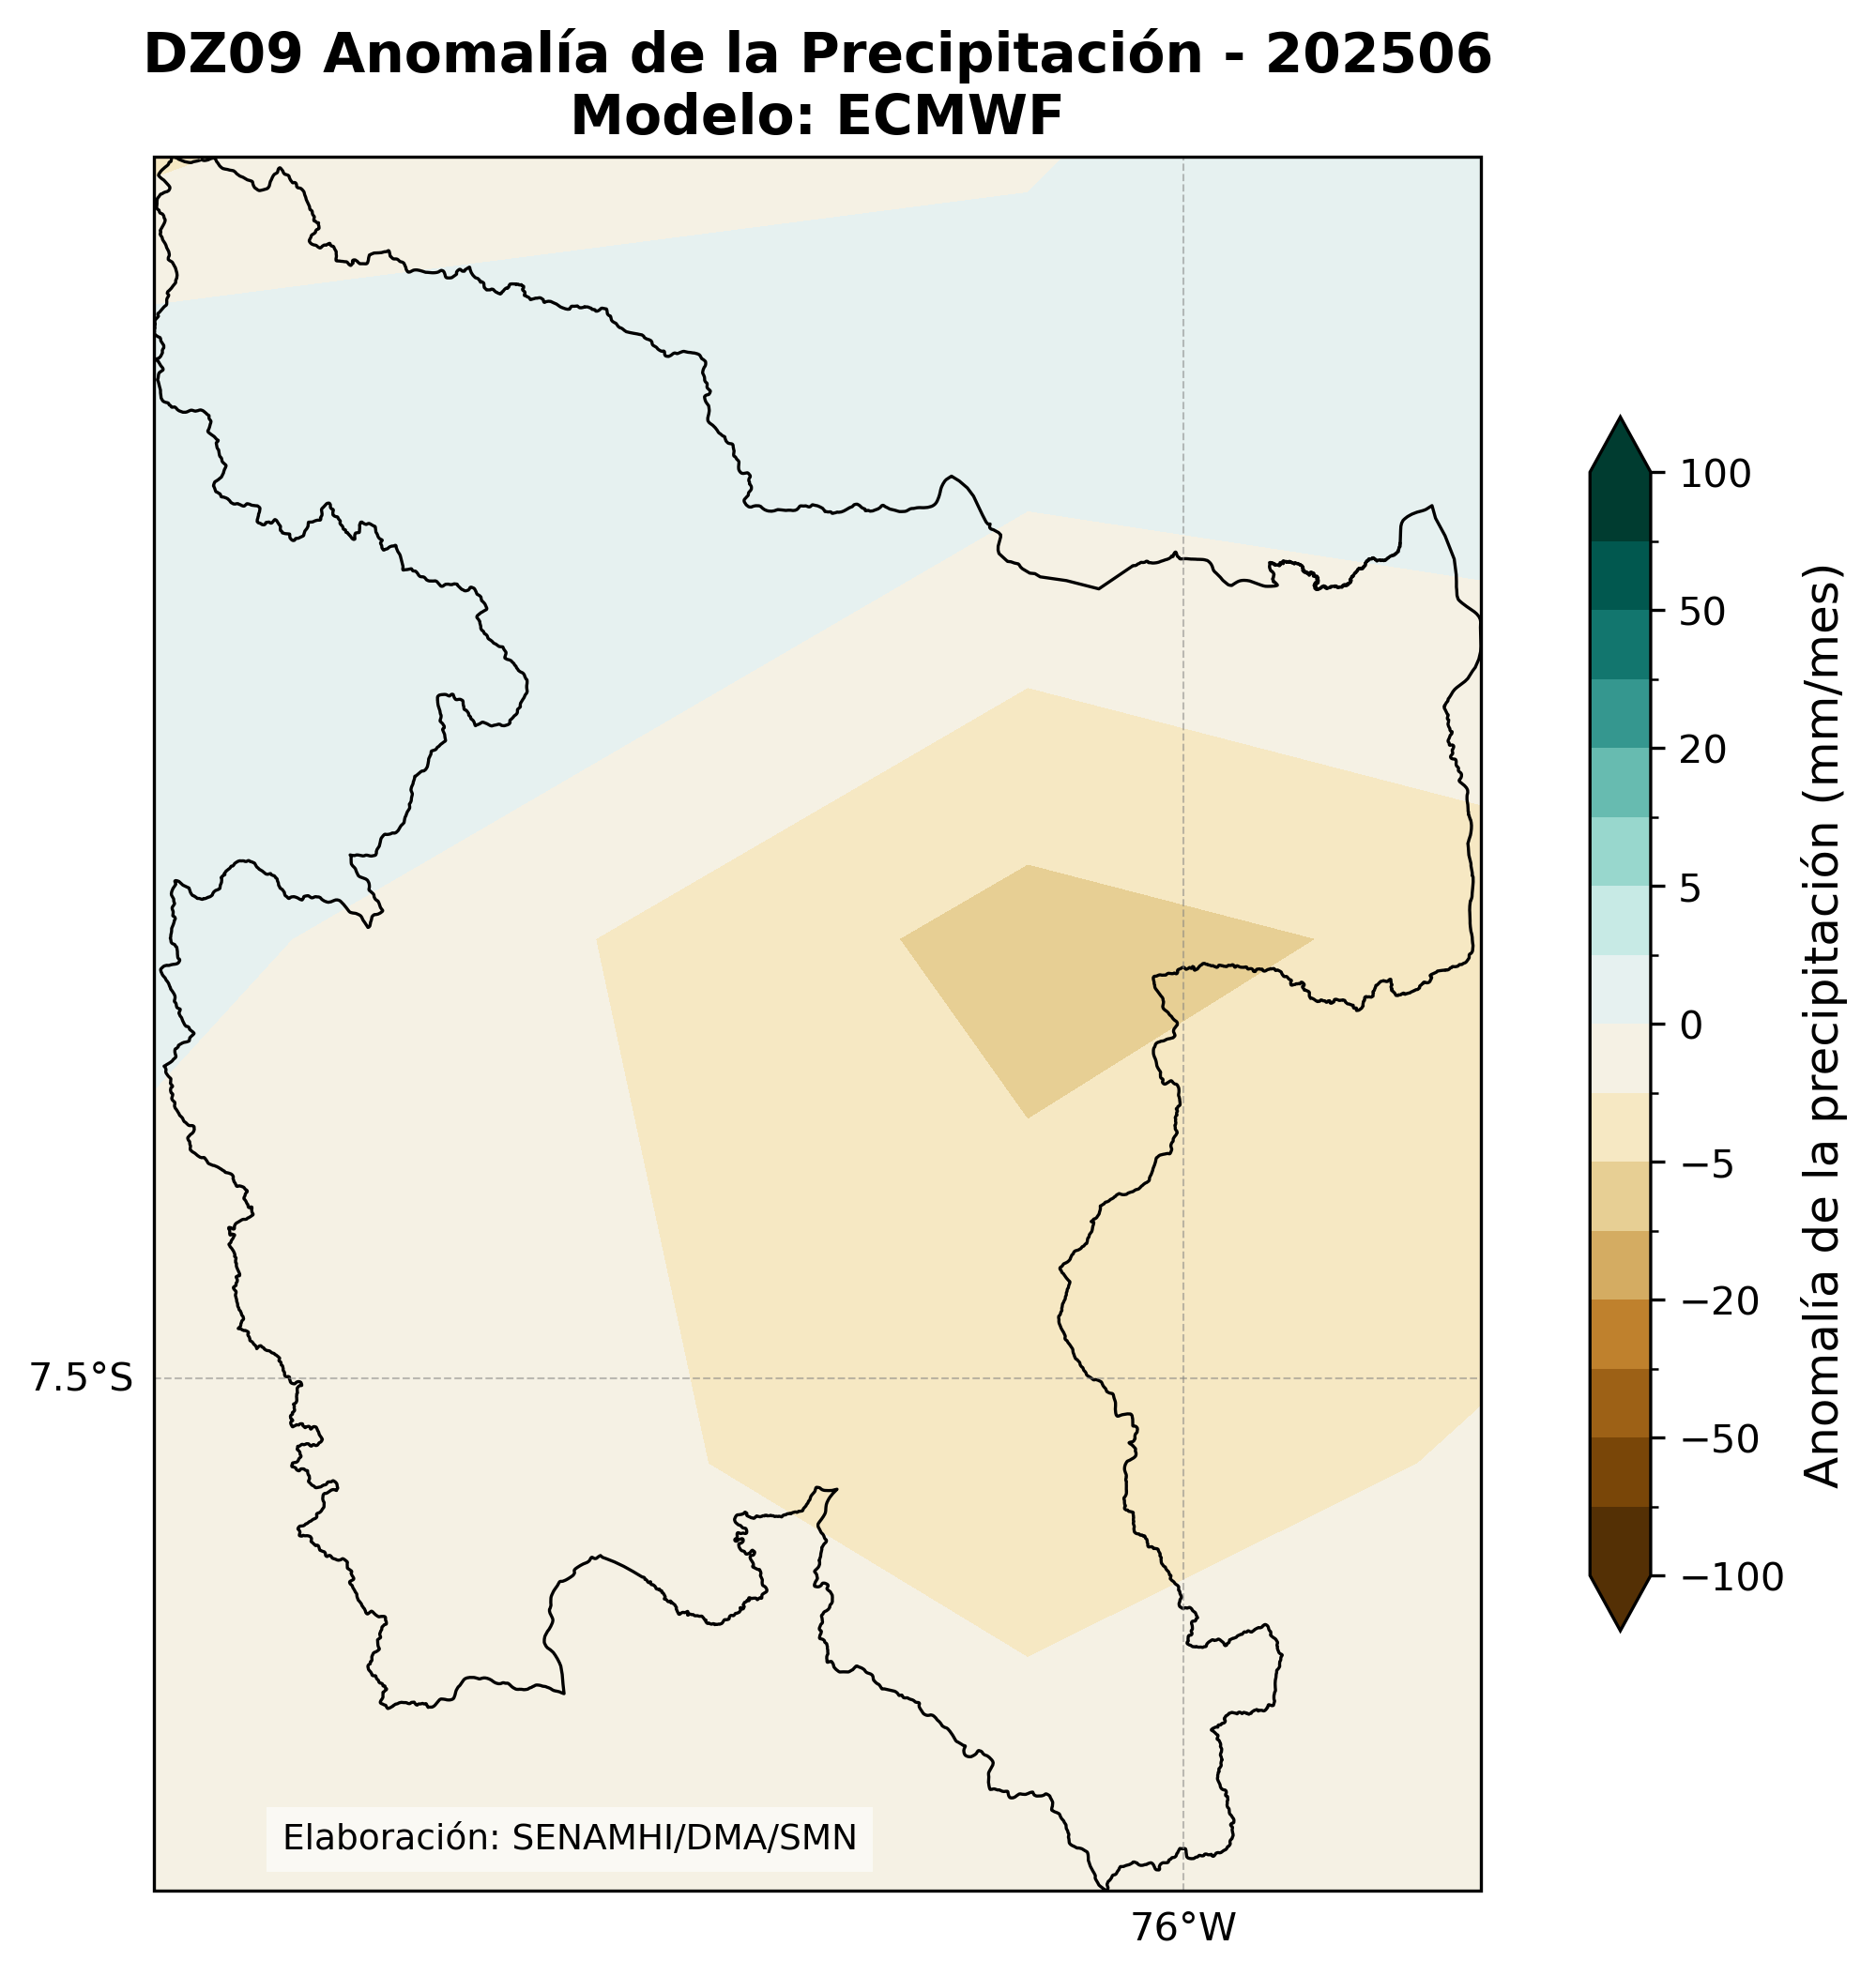 DZ09 Anomalía de la Precipitación - 202506
Modelo: ECMWF
100
50
20
5
0
−5
−20
−50
−100
Anomalía de la precipitación (mm/mes)
7.5°S
Elaboración: SENAMHI/DMA/SMN
76°W